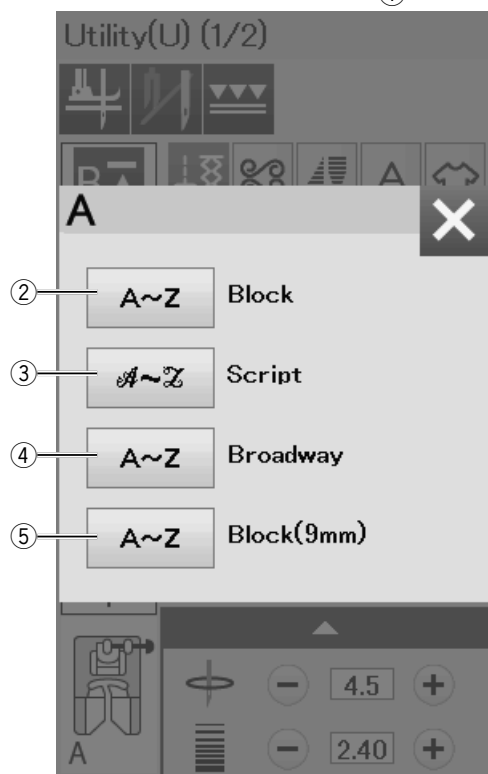 Utility(U) (1/2)
B
A
A
② A~Z Block
③ A~Z Script
④ A~Z Broadway
⑤ A~Z Block(9mm)
4.5
A
2.40